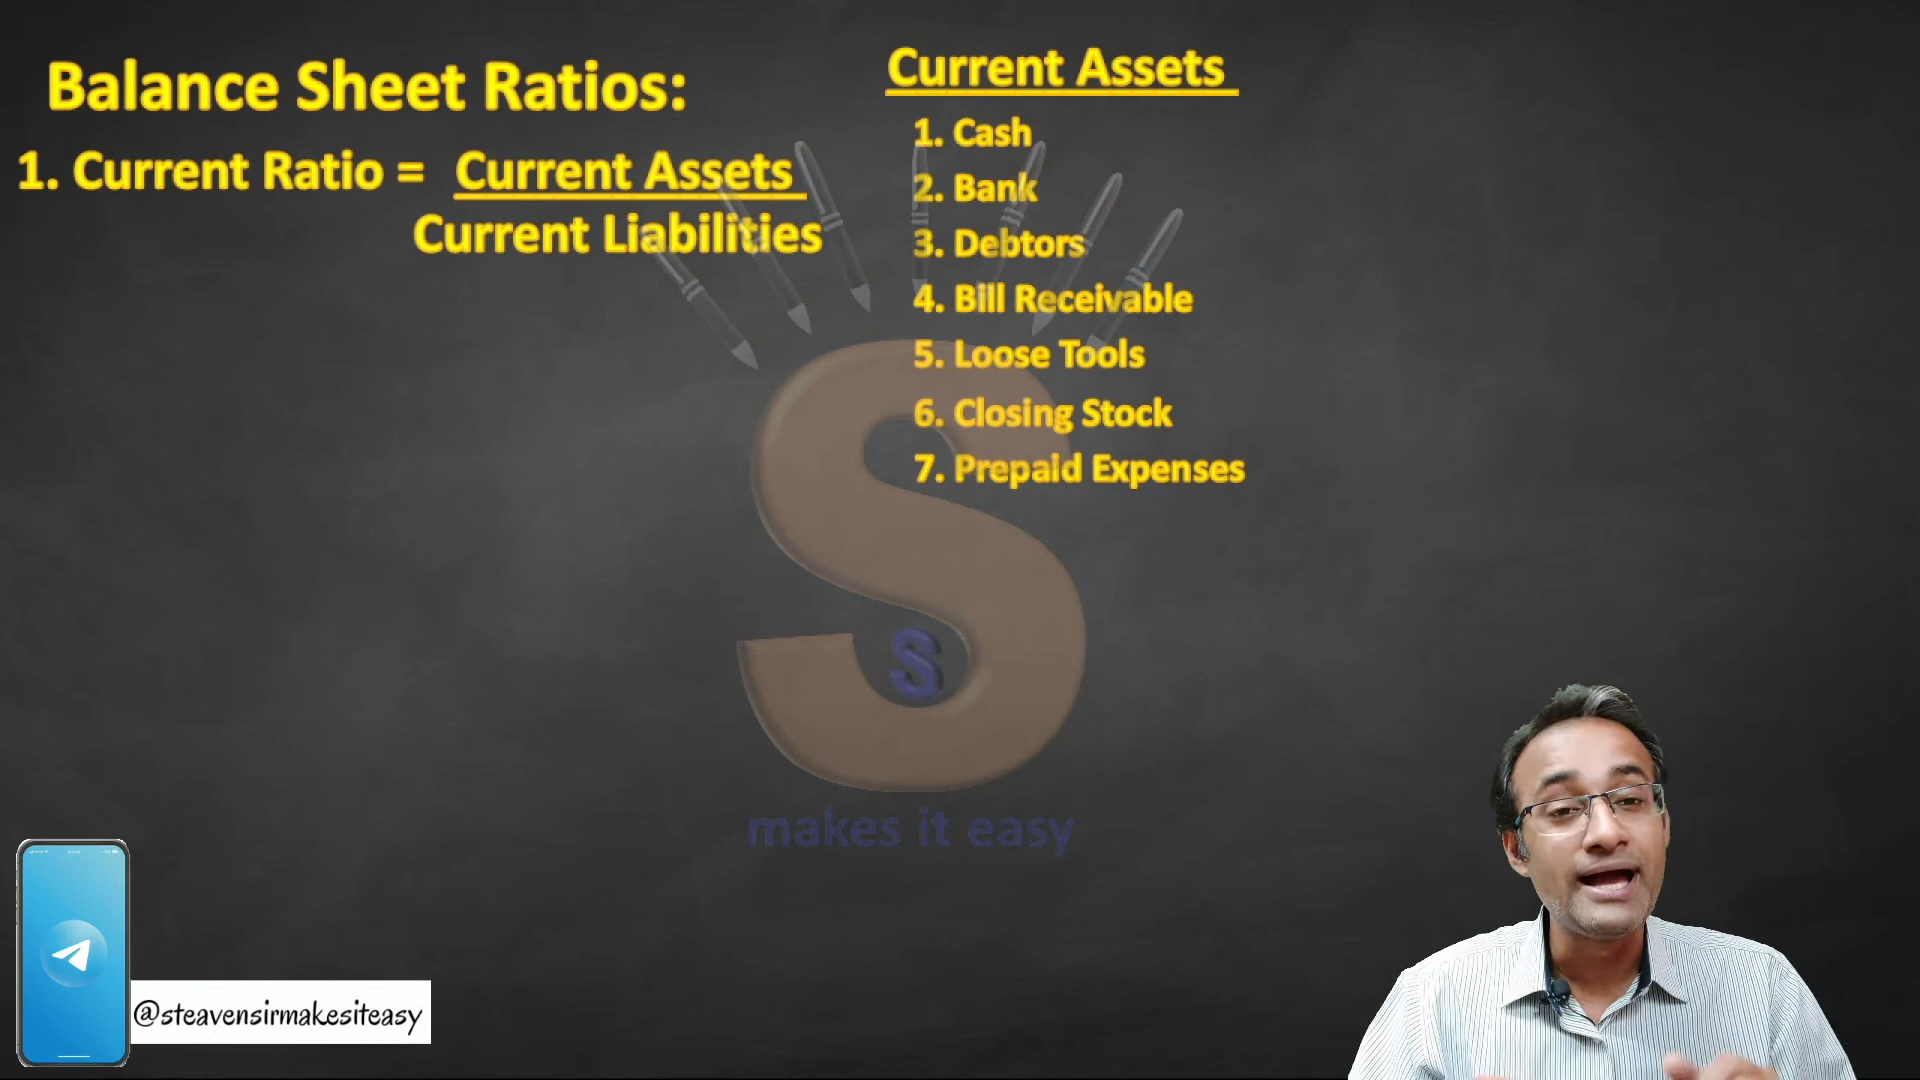 Balance Sheet Ratios:
1. Current Ratio = Current Assets
Current Liabilities
Current Assets
1. Cash
2. Bank
3. Debtors
4. Bill Receivable
5. Loose Tools
6. Closing Stock
7. Prepaid Expenses
S
s
makes it easy
@steavensirmakesiteasy